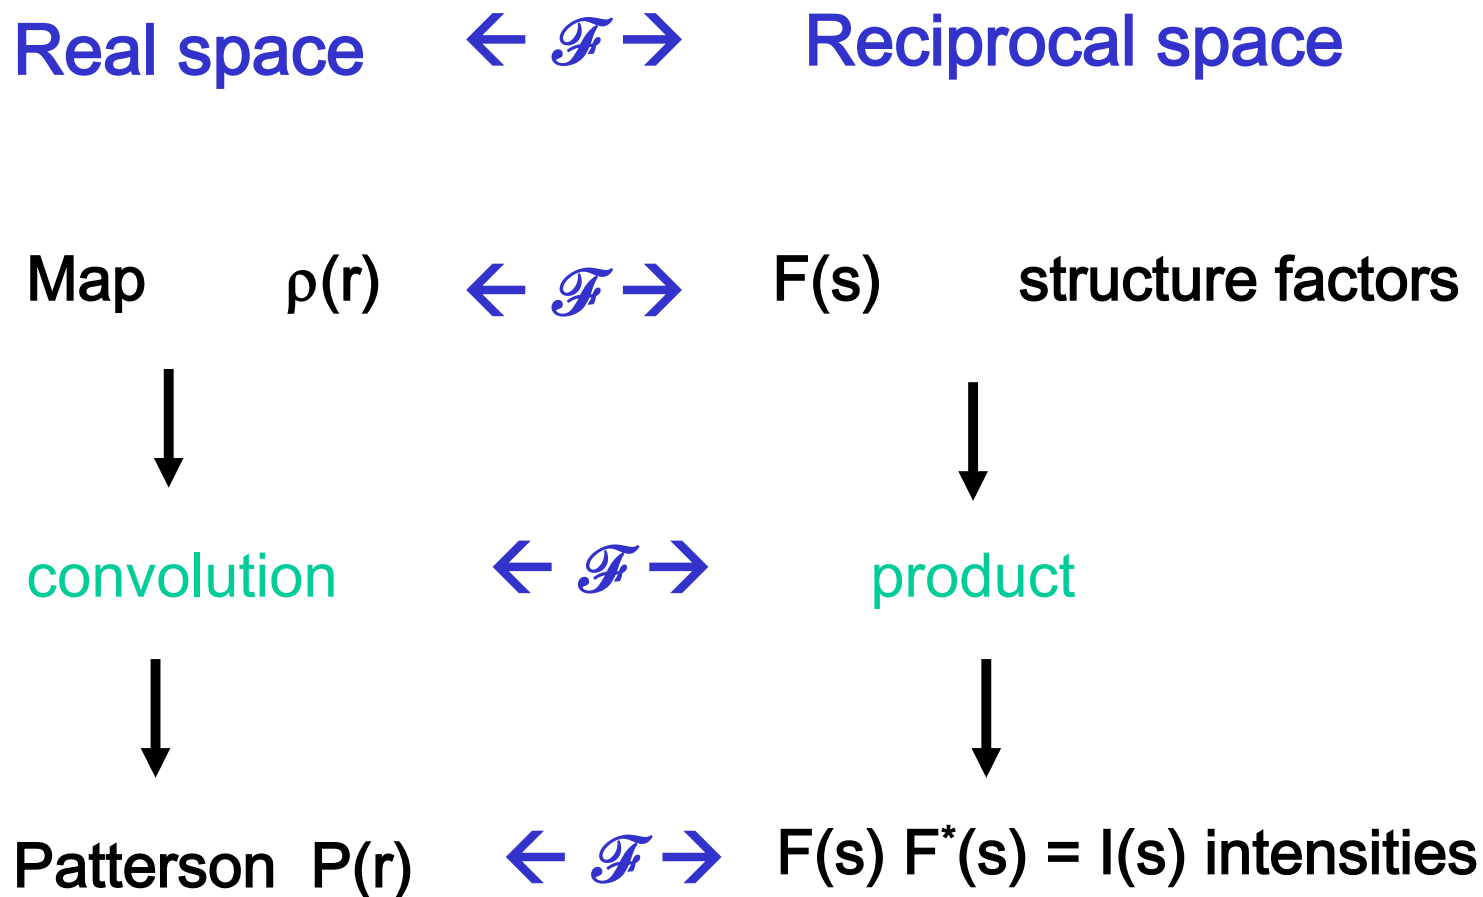 Real space ← ℱ → Reciprocal space
Map ρ(r) ← ℱ → F(s) structure factors
convolution ← ℱ → product
Patterson P(r) ← ℱ → F(s) F*(s) = I(s) intensities